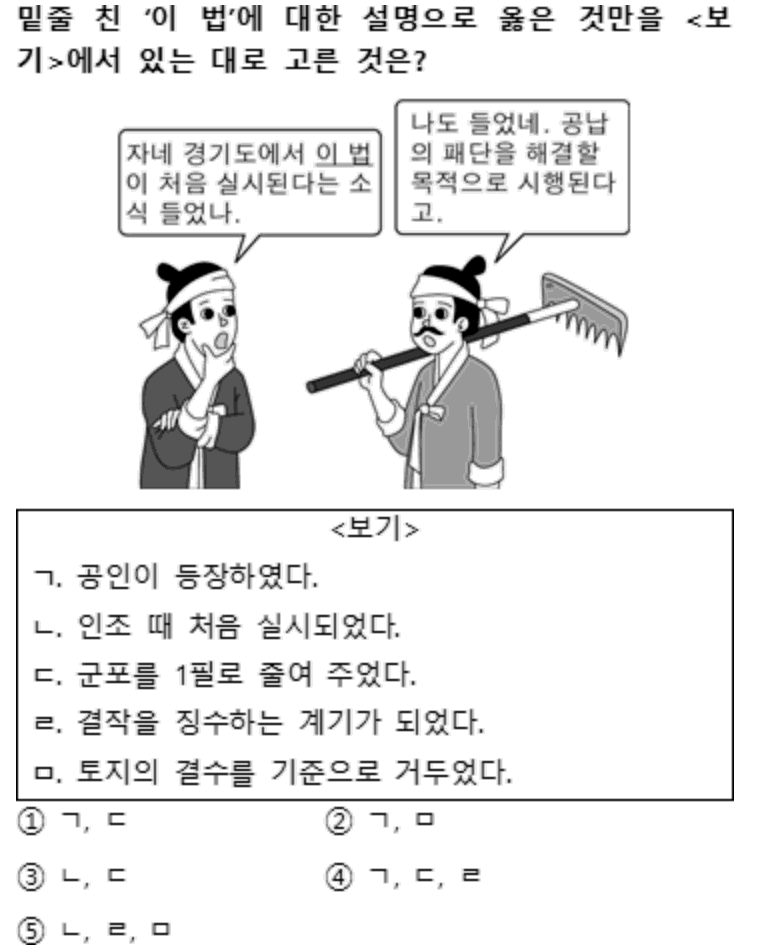 밑줄 친 ‘이 법’에 대한 설명으로 옳은 것만을 <보
기>에서 있는 대로 고른 것은?
자네 경기도에서 이 법
이 처음 실시된다는 소
식 들었나.
나도 들었네. 공납
의 폐단을 해결할
목적으로 시행된다
고.
<보기>
ㄱ. 공인이 등장하였다.
ㄴ. 인조 때 처음 실시되었다.
ㄷ. 군포를 1필로 줄여 주었다.
ㄹ. 결작을 징수하는 계기가 되었다.
ㅁ. 토지의 결수를 기준으로 거두었다.
① ㄱ, ㄷ ② ㄱ, ㅁ
③ ㄴ, ㄷ ④ ㄱ, ㄷ, ㄹ
⑤ ㄴ, ㄹ, ㅁ